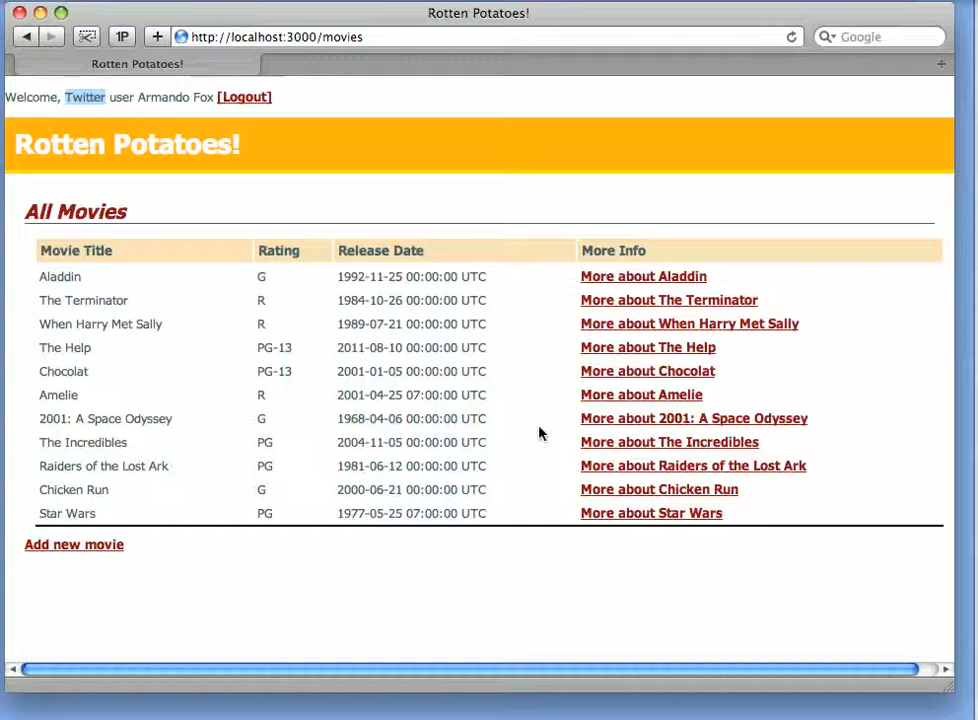 Rotten Potatoes!
1P + http://localhost:3000/movies Google
Rotten Potatoes! +
Welcome, Twitter user Armando Fox [Logout]
Rotten Potatoes!
All Movies
Movie Title Rating Release Date More Info
Aladdin G 1992-11-25 00:00:00 UTC More about Aladdin
The Terminator R 1984-10-26 00:00:00 UTC More about The Terminator
When Harry Met Sally R 1989-07-21 00:00:00 UTC More about When Harry Met Sally
The Help PG-13 2011-08-10 00:00:00 UTC More about The Help
Chocolat PG-13 2001-01-05 00:00:00 UTC More about Chocolat
Amelie R 2001-04-25 07:00:00 UTC More about Amelie
2001: A Space Odyssey G 1968-04-06 00:00:00 UTC More about 2001: A Space Odyssey
The Incredibles PG 2004-11-05 00:00:00 UTC More about The Incredibles
Raiders of the Lost Ark PG 1981-06-12 00:00:00 UTC More about Raiders of the Lost Ark
Chicken Run G 2000-06-21 00:00:00 UTC More about Chicken Run
Star Wars PG 1977-05-25 07:00:00 UTC More about Star Wars
Add new movie